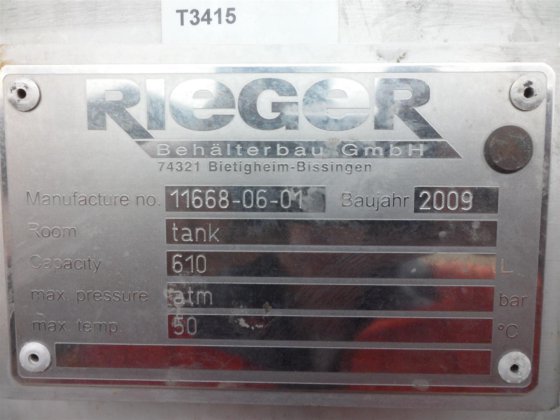 T3415
RIEGER
Behälterbau GmbH
74321 Bietigheim-Bissingen
Manufacture no. 11668-06-01 Baujahr 2009
Room tank
Capacity 610 L
max. pressure atm bar
max. temp. 50 °C